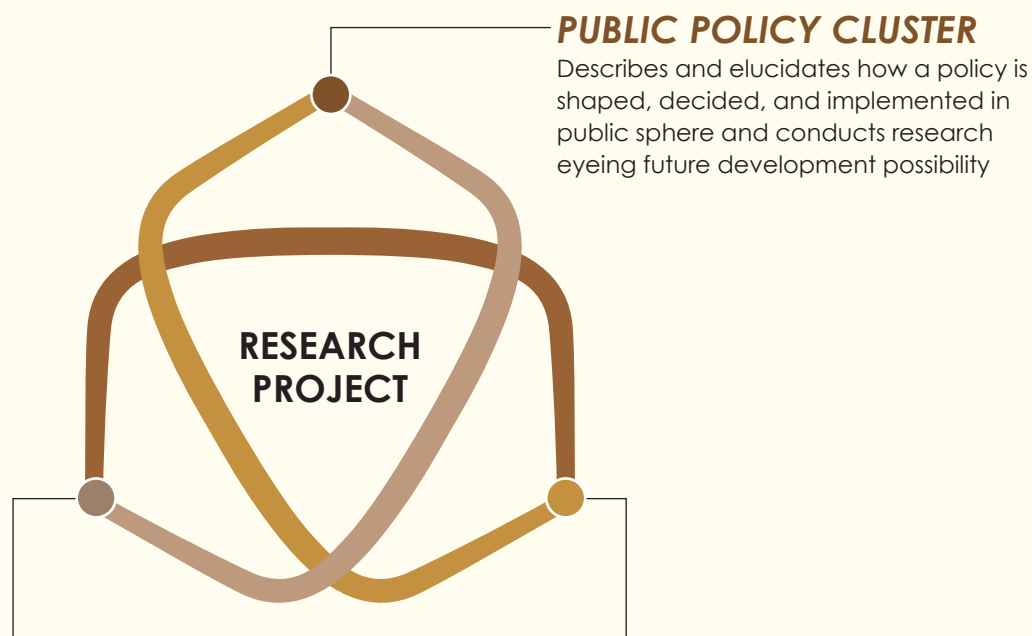 PUBLIC POLICY CLUSTER
Describes and elucidates how a policy is
shaped, decided, and implemented in
public sphere and conducts research
eyeing future development possibility
RESEARCH
PROJECT